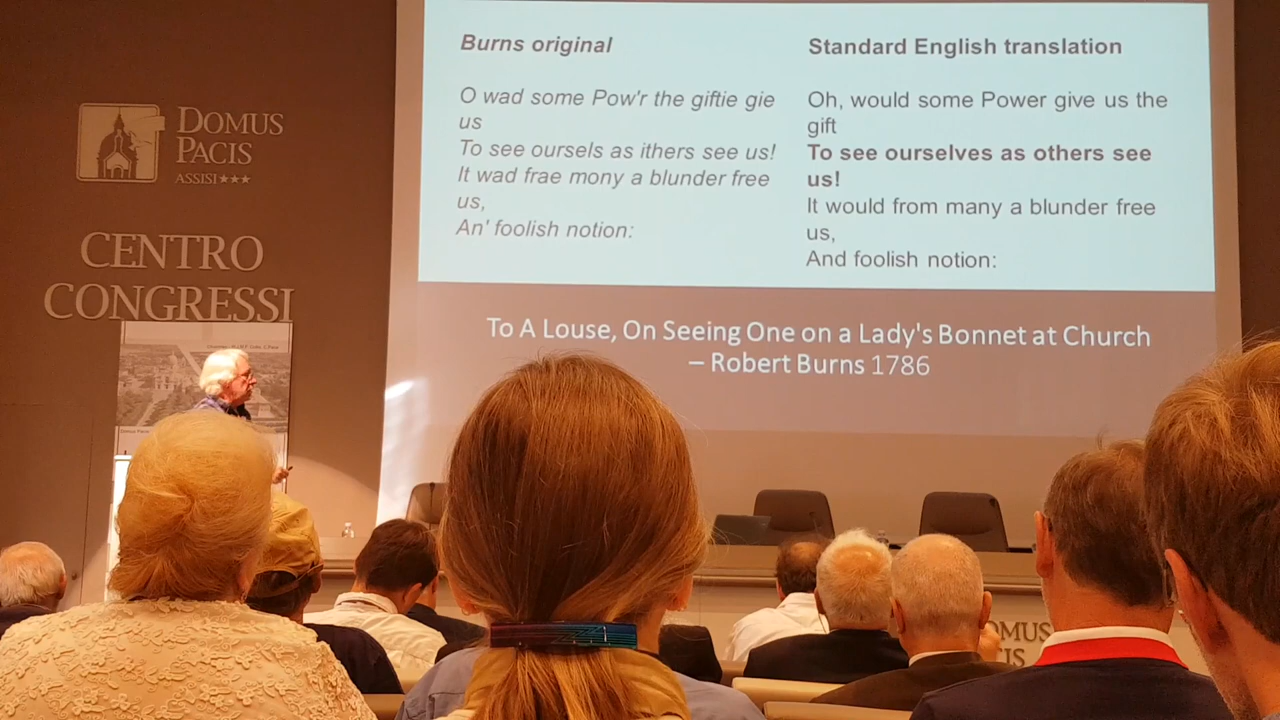 DOMUS
PACIS
ASSISI★★★
CENTRO
CONGRESSI
Burns original
O wad some Pow'r the giftie gie
us
To see oursels as ithers see us!
It wad frae mony a blunder free
us,
An' foolish notion:
Standard English translation
Oh, would some Power give us the
gift
To see ourselves as others see
us!
It would from many a blunder free
us,
And foolish notion:
To A Louse, On Seeing One on a Lady's Bonnet at Church
– Robert Burns 1786
Domus Pacis